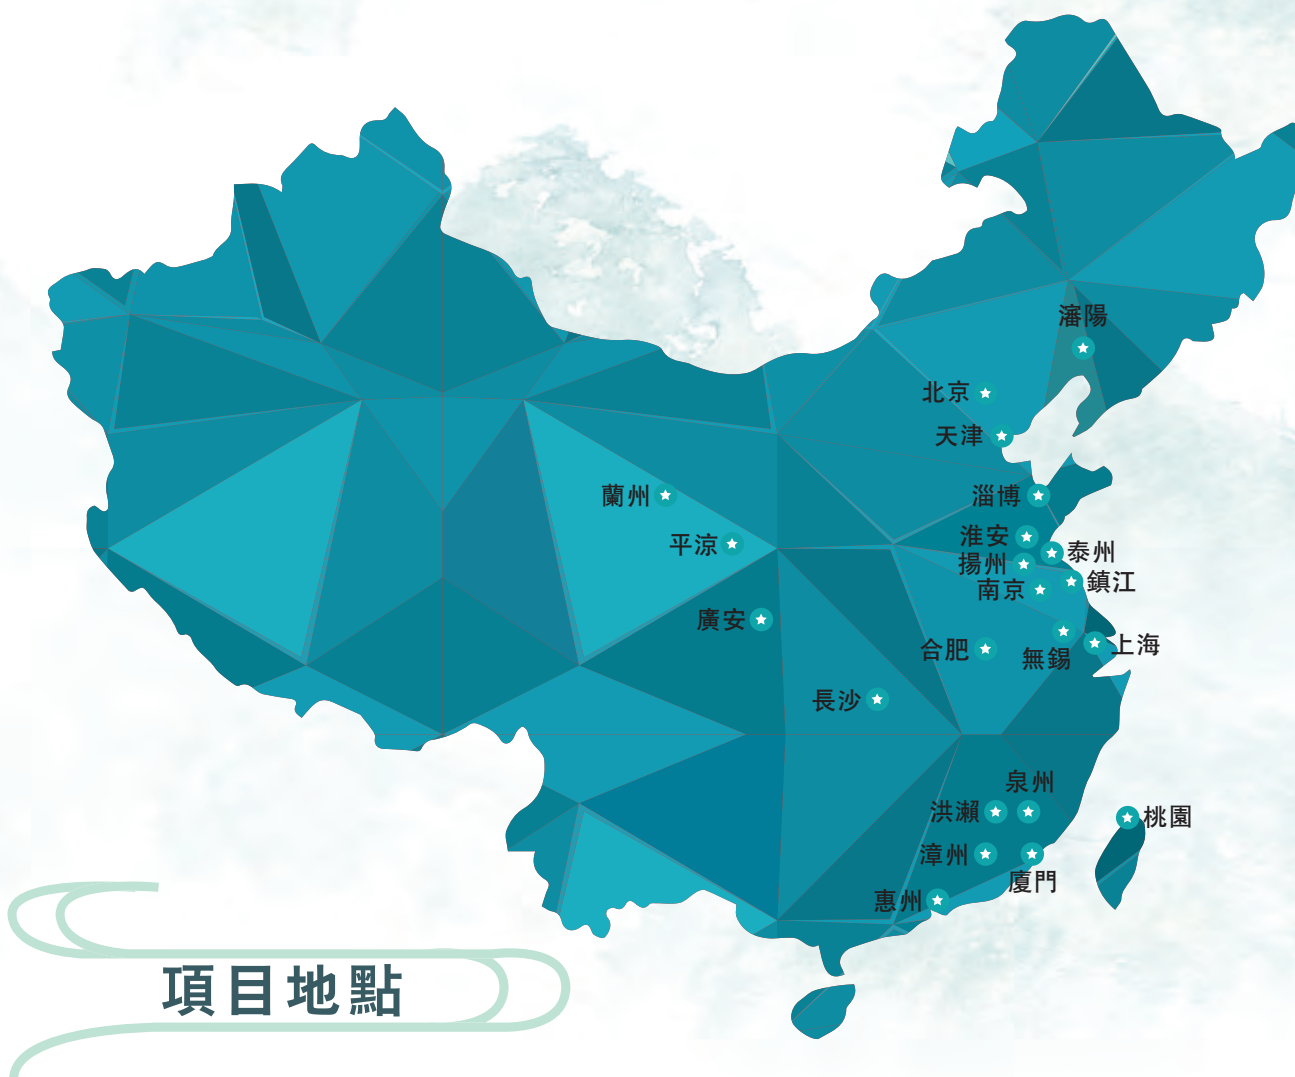 瀋陽
北京
天津
蘭州
淄博
平涼
淮安
泰州
揚州
鎮江
南京
廣安
合肥
無錫
上海
長沙
泉州
洪瀨
桃園
漳州
廈門
惠州
項目地點